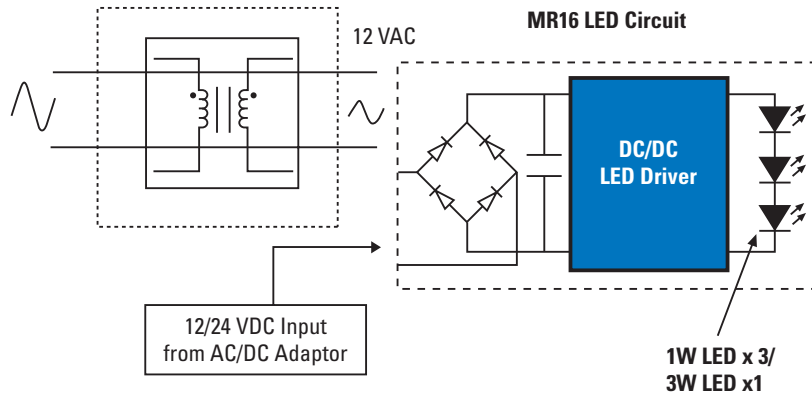 MR16 LED Circuit
12 VAC
DC/DC
LED Driver
12/24 VDC Input
from AC/DC Adaptor
1W LED x 3/
3W LED x1